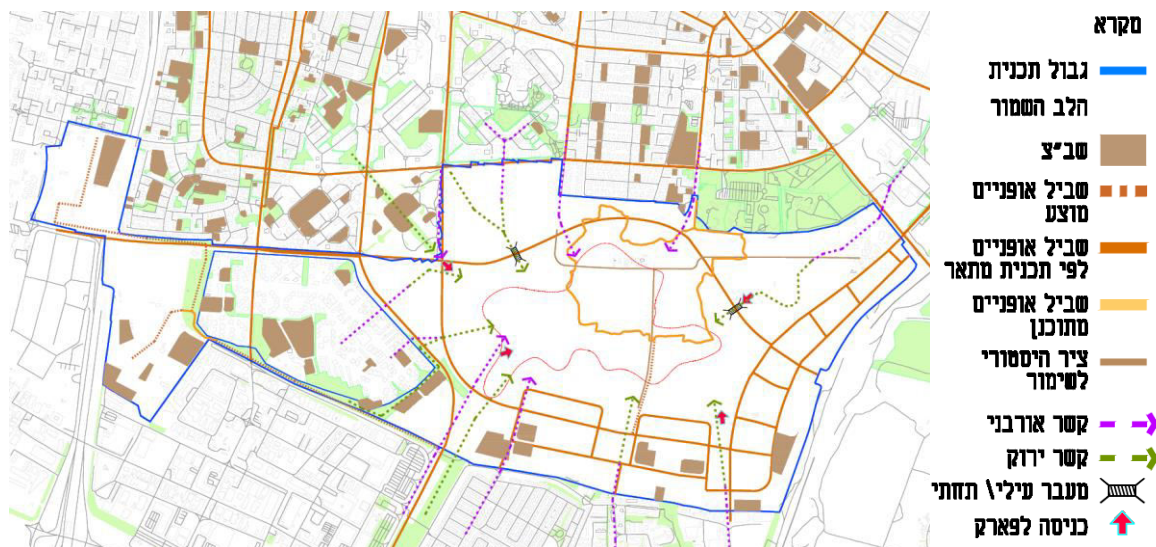 מקרא
גבול תכנית
הלב השמור
שב"צ
שביל אופניים
מוצע
שביל אופניים
לפי תכנית מתאר
שביל אופניים
מתוכנן
ציר היסטורי
לשימור
קשר אורבני
קשר ירוק
מעבר עילי\ תחתי
כניסה לפארק